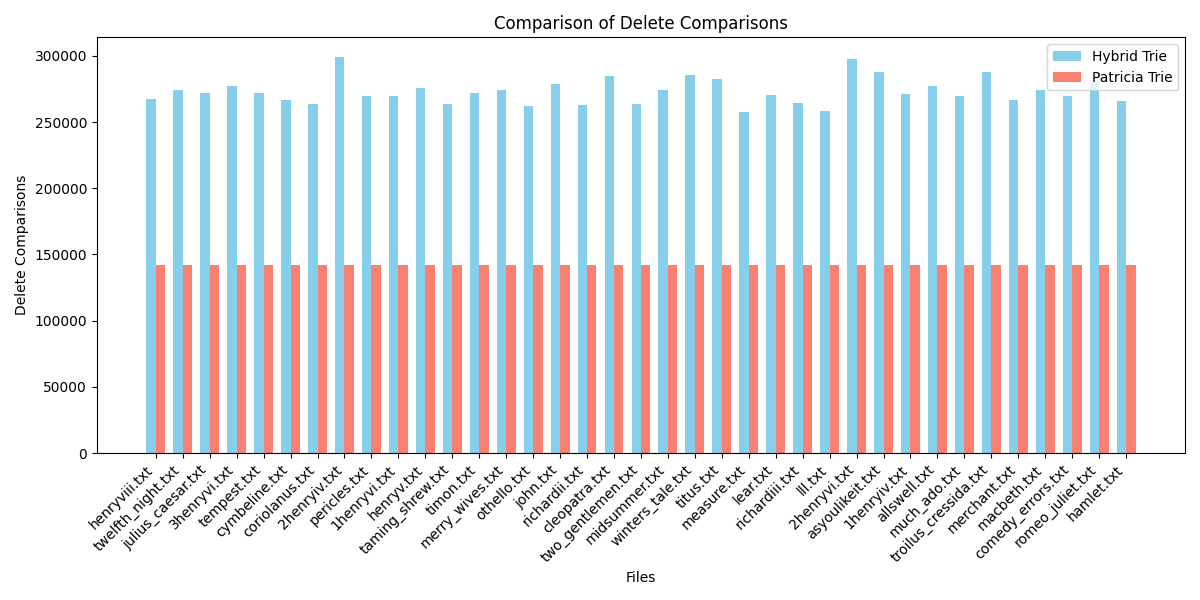 Comparison of Delete Comparisons
Hybrid Trie
Patricia Trie
Delete Comparisons
300000
250000
200000
150000
100000
50000
0
henryviii.txt
twelfth_night.txt
julius_caesar.txt
3henryvi.txt
tempest.txt
cymbeline.txt
coriolanus.txt
2henryiv.txt
pericles.txt
1henryvi.txt
henryv.txt
taming_shrew.txt
timon.txt
merry_wives.txt
othello.txt
john.txt
richardii.txt
cleopatra.txt
two_gentlemen.txt
midsummer.txt
winters_tale.txt
titus.txt
measure.txt
lear.txt
richardiii.txt
lll.txt
2henryvi.txt
asyoulikeit.txt
1henryiv.txt
allswell.txt
much_ado.txt
troilus_cressida.txt
merchant.txt
macbeth.txt
comedy_errors.txt
romeo_juliet.txt
hamlet.txt
Files